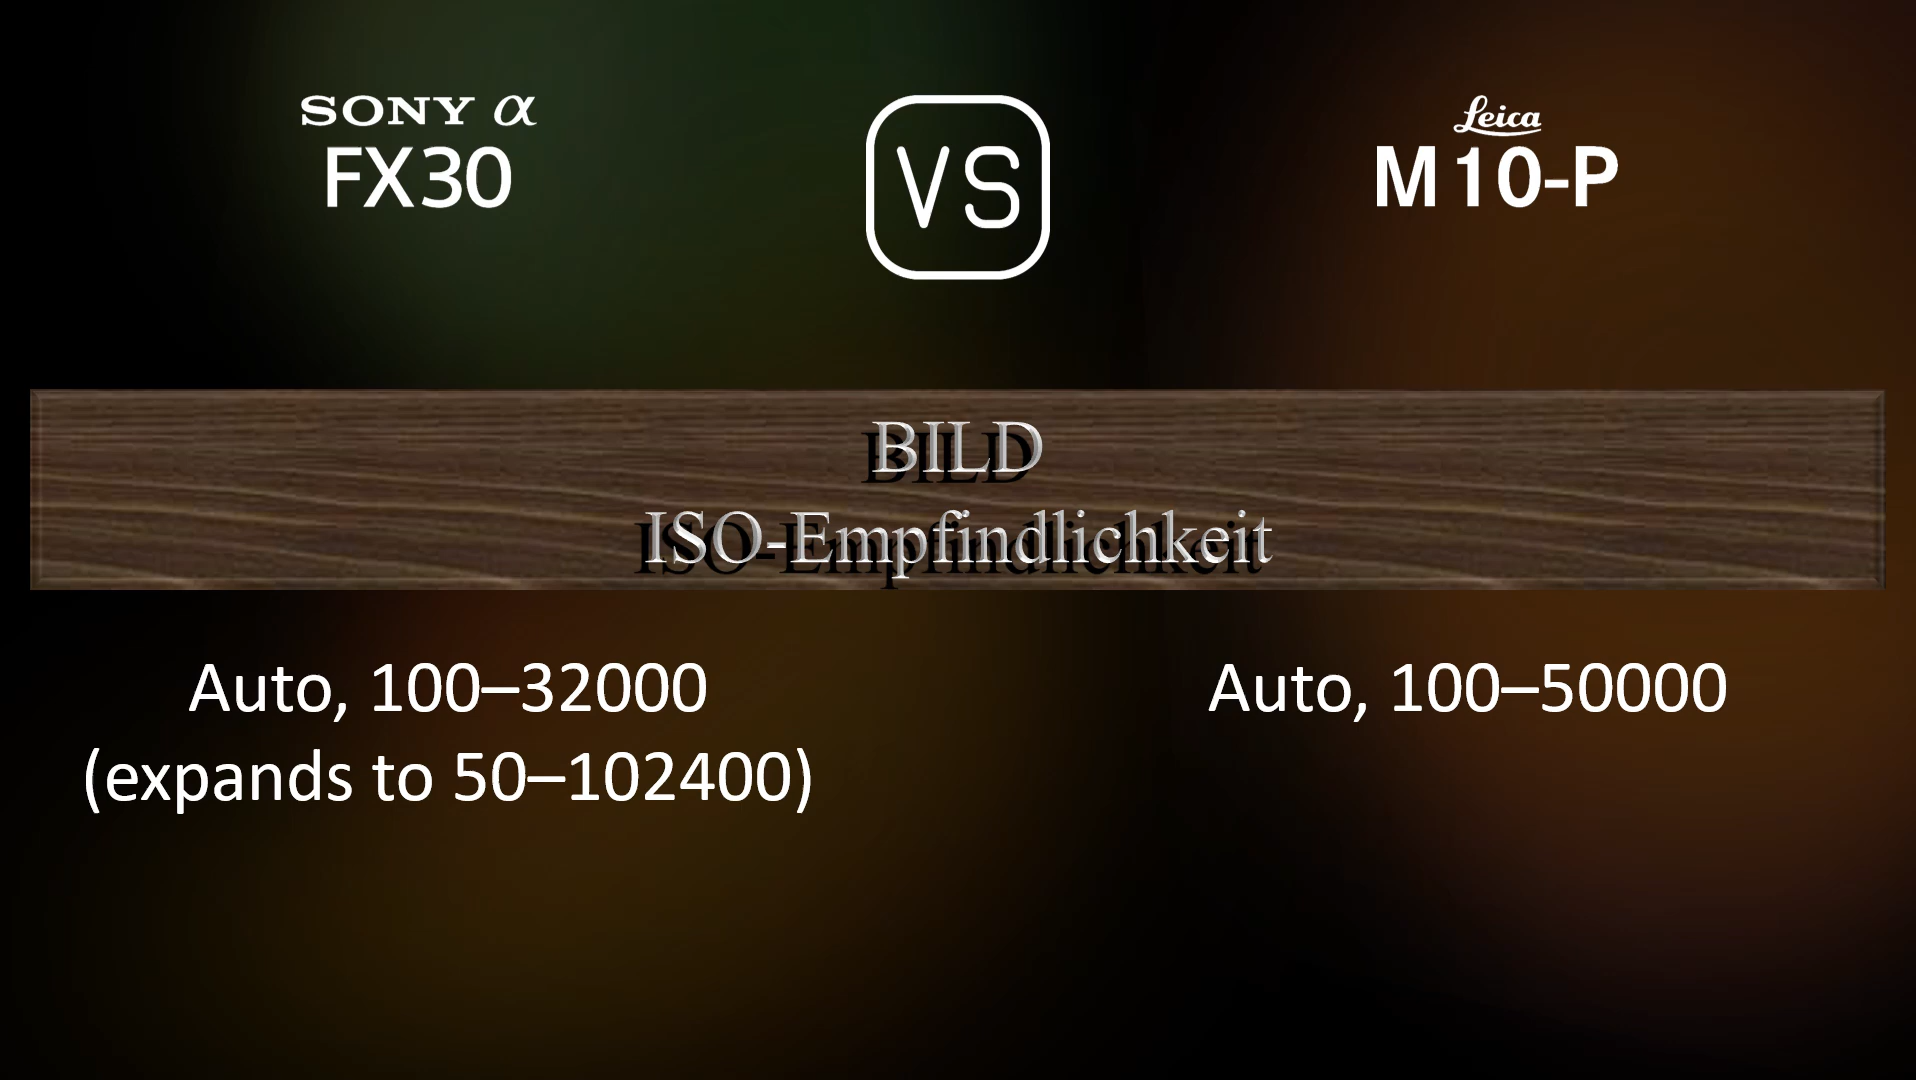 SONY α
FX30
VS
Leica
M10-P
BILD
ISO-Empfindlichkeit
Auto, 100–32000
(expands to 50–102400)
Auto, 100–50000